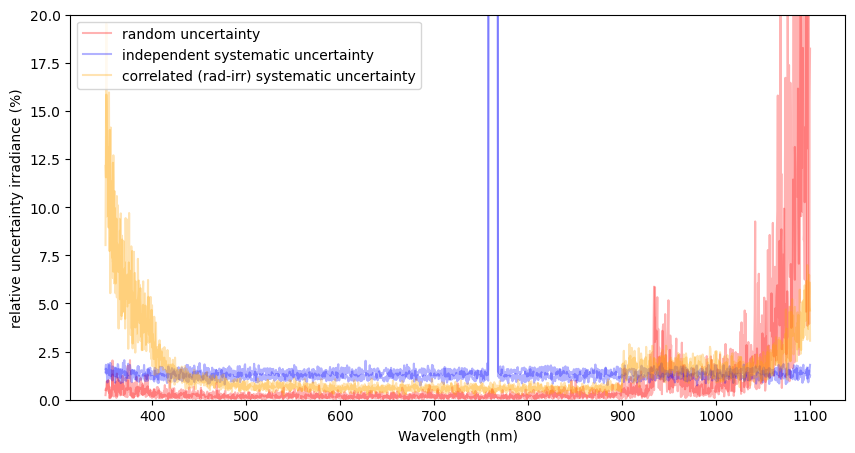 random uncertainty
independent systematic uncertainty
correlated (rad-irr) systematic uncertainty
relative uncertainty irradiance (%)
20.0
17.5
15.0
12.5
10.0
7.5
5.0
2.5
0.0
400 500 600 700 800 900 1000 1100
Wavelength (nm)